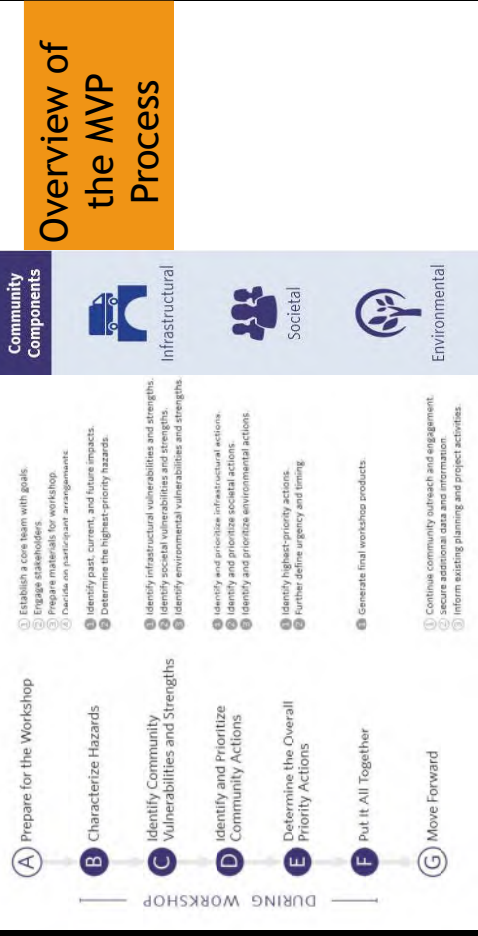 Overview of
the MVP
Process
Community
Components
Infrastructural
Societal
Environmental
DURING WORKSHOP
A Prepare for the Workshop
1 Establish a core team with goals.
2 Engage stakeholders.
3 Prepare materials for workshop.
4 Decide on participant arrangements.
B Characterize Hazards
1 Identify past, current, and future impacts.
2 Determine the highest-priority hazards.
C Identify Community
Vulnerabilities and Strengths
1 Identify infrastructural vulnerabilities and strengths.
2 Identify societal vulnerabilities and strengths.
3 Identify environmental vulnerabilities and strengths.
D Identify and Prioritize
Community Actions
1 Identify and prioritize infrastructural actions.
2 Identify and prioritize societal actions.
3 Identify and prioritize environmental actions.
E Determine the Overall
Priority Actions
1 Identify highest-priority actions.
2 Further define urgency and timing.
F Put It All Together
1 Generate final workshop products.
G Move Forward
1 Continue community outreach and engagement.
2 Secure additional data and information.
3 Inform existing planning and project activities.